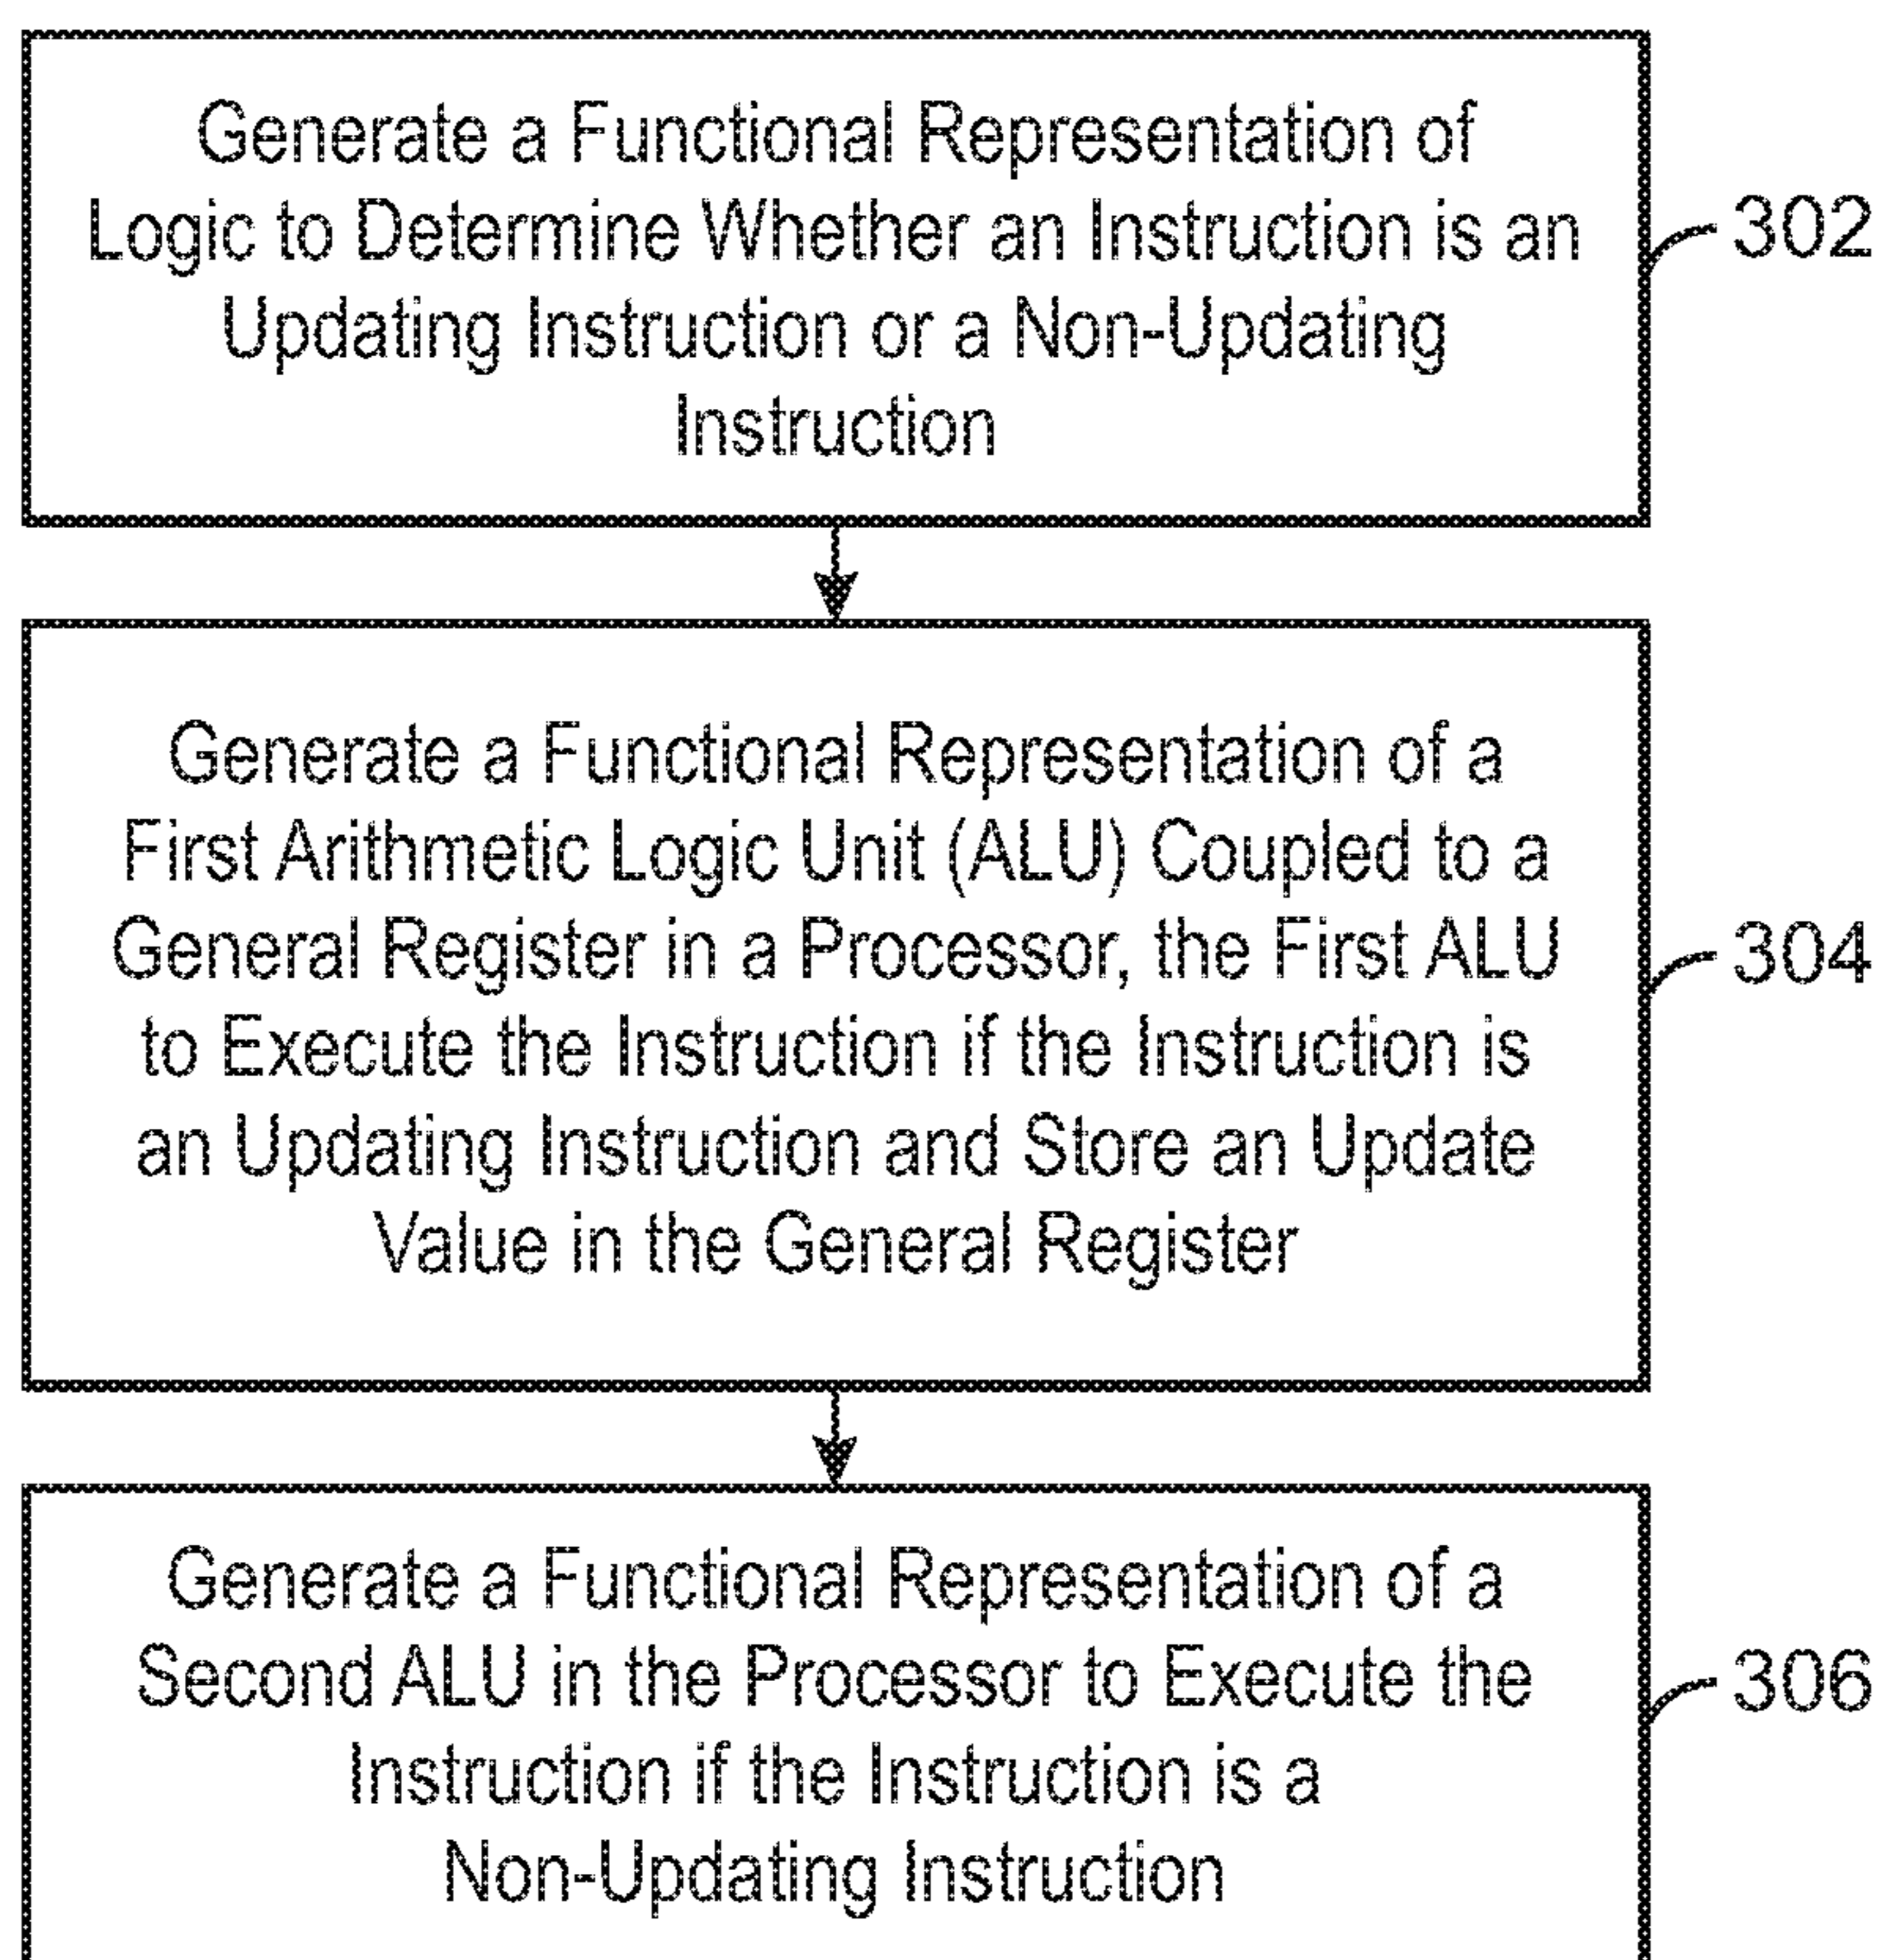 Generate a Functional Representation of
Logic to Determine Whether an Instruction is an
Updating Instruction or a Non-Updating
Instruction
302
Generate a Functional Representation of a
First Arithmetic Logic Unit (ALU) Coupled to a
General Register in a Processor, the First ALU
to Execute the Instruction if the Instruction is
an Updating Instruction and Store an Update
Value in the General Register
304
Generate a Functional Representation of a
Second ALU in the Processor to Execute the
Instruction if the Instruction is a
Non-Updating Instruction
306